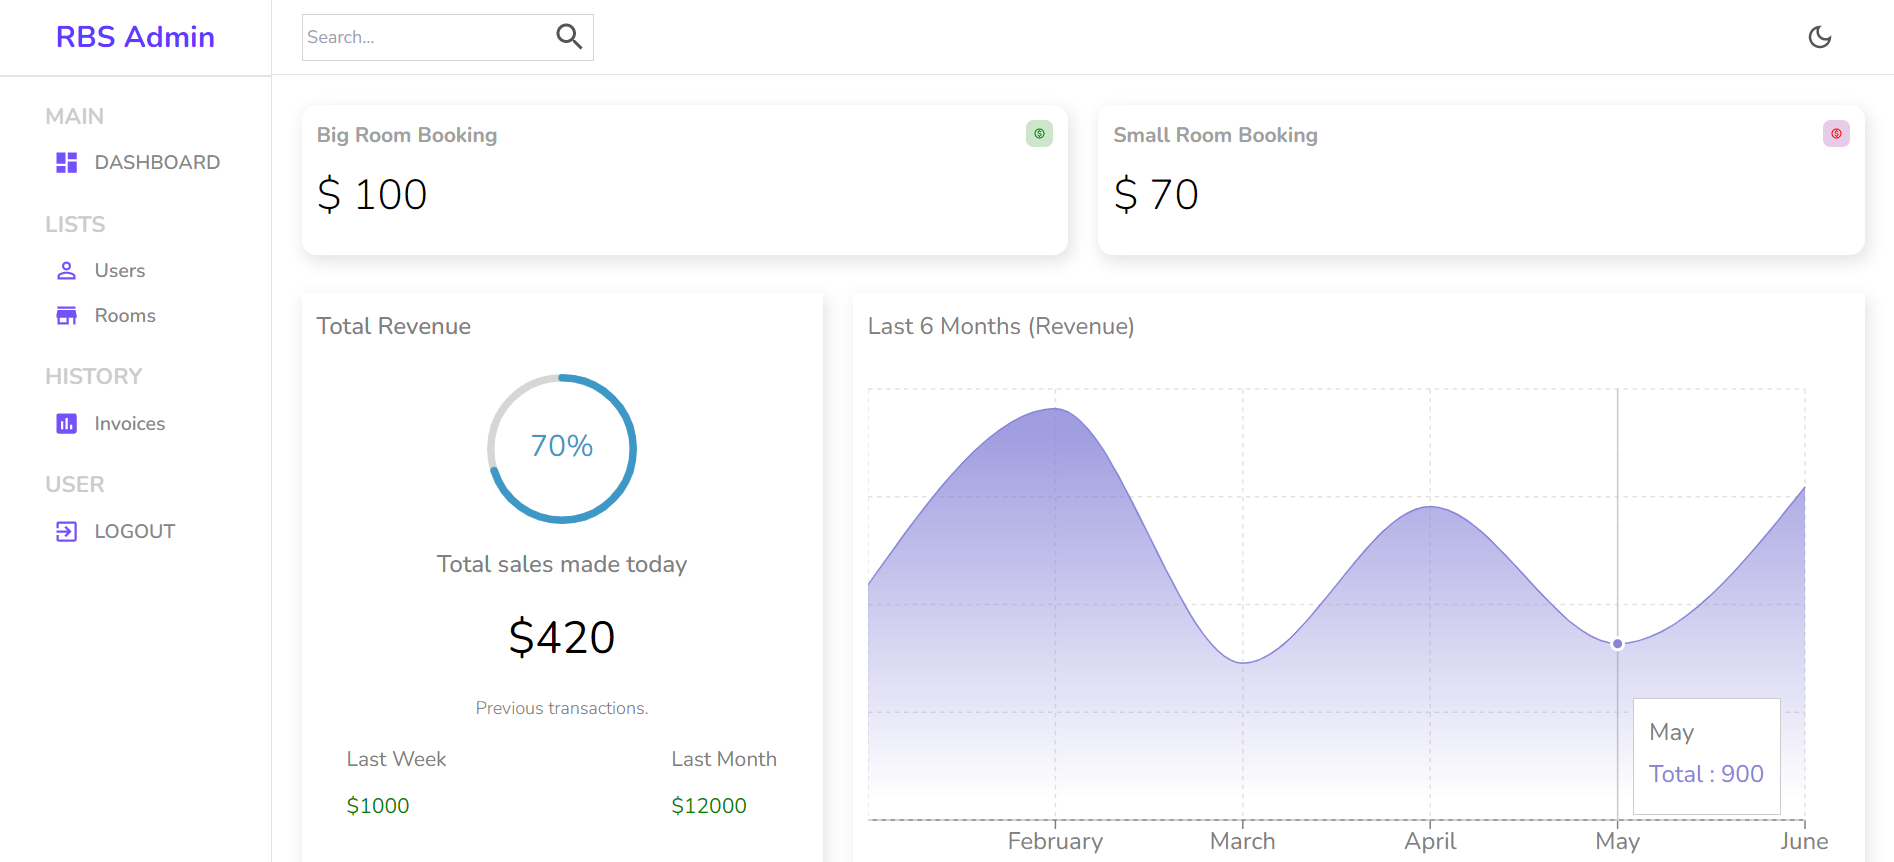 RBS Admin
Search...
MAIN
DASHBOARD
LISTS
Users
Rooms
HISTORY
Invoices
USER
LOGOUT
Big Room Booking
$ 100
Small Room Booking
$ 70
Total Revenue
70%
Total sales made today
$420
Previous transactions.
Last Week
Last Month
$1000
$12000
Last 6 Months (Revenue)
May
Total : 900
February
March
April
May
June